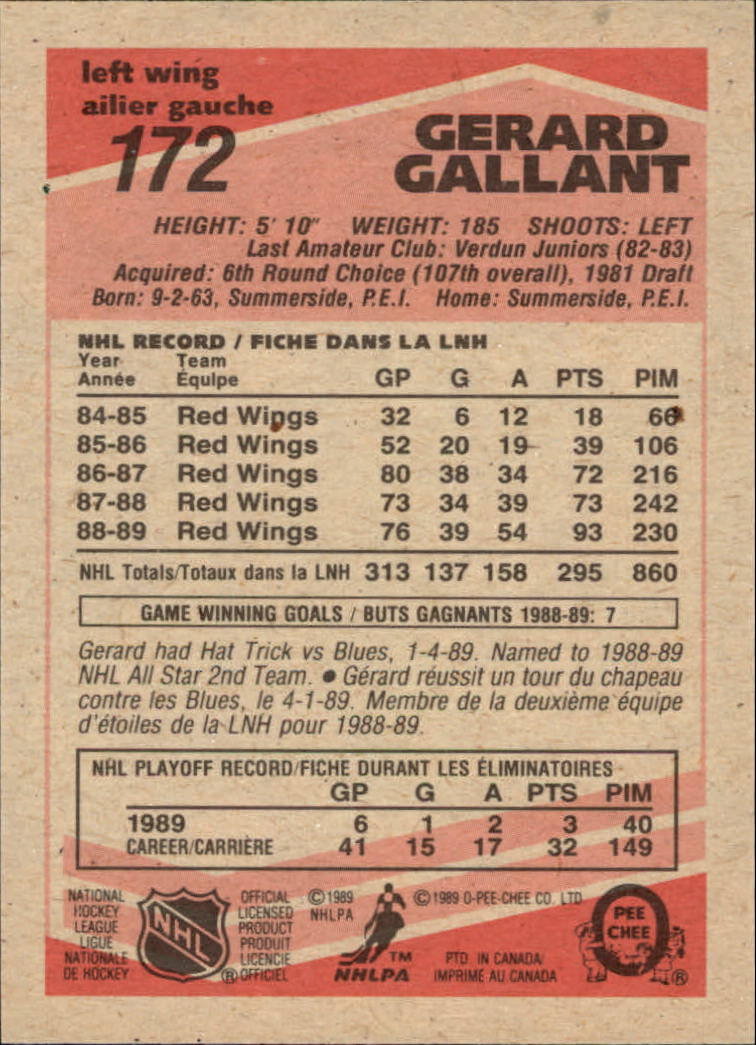 left wing
ailier gauche
172
GERARD
GALLANT
HEIGHT: 5' 10" WEIGHT: 185 SHOOTS: LEFT
Last Amateur Club: Verdun Juniors (82-83)
Acquired: 6th Round Choice (107th overall), 1981 Draft
Born: 9-2-63, Summerside, P.E.I. Home: Summerside, P.E.I.
NHL RECORD / FICHE DANS LA LNH
Year Team
Année Équipe GP G A PTS PIM
84-85 Red Wings 32 6 12 18 66
85-86 Red Wings 52 20 19 39 106
86-87 Red Wings 80 38 34 72 216
87-88 Red Wings 73 34 39 73 242
88-89 Red Wings 76 39 54 93 230
NHL Totals/Totaux dans la LNH 313 137 158 295 860
GAME WINNING GOALS / BUTS GAGNANTS 1988-89: 7
Gerard had Hat Trick vs Blues, 1-4-89. Named to 1988-89
NHL All Star 2nd Team. ● Gérard réussit un tour du chapeau
contre les Blues, le 4-1-89. Membre de la deuxième équipe
d'étoiles de la LNH pour 1988-89.
NHL PLAYOFF RECORD/FICHE DURANT LES ÉLIMINATOIRES
GP G A PTS PIM
1989 6 1 2 3 40
CAREER/CARRIÈRE 41 15 17 32 149
NATIONAL
HOCKEY
LEAGUE
LIGUE
NATIONALE
DE HOCKEY
NHL
®
OFFICIAL
LICENSED
PRODUCT
PRODUIT
LICENCIE
OFFICIEL
©1989
NHLPA
TM
NHLPA
©1989 O-PEE-CHEE CO. LTD
PTD. IN CANADA
IMPRIME AU CANADA
O
PEE
CHEE
®